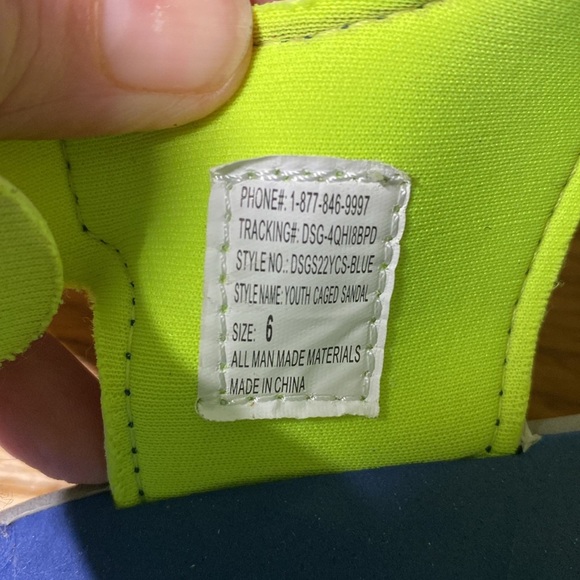 PHONE#: 1-877-846-9997
TRACKING#: DSG-4QHI8BPD
STYLE NO.: DSGS22YCS-BLUE
STYLE NAME: YOUTH CAGED SANDAL
SIZE: 6
ALL MAN MADE MATERIALS
MADE IN CHINA